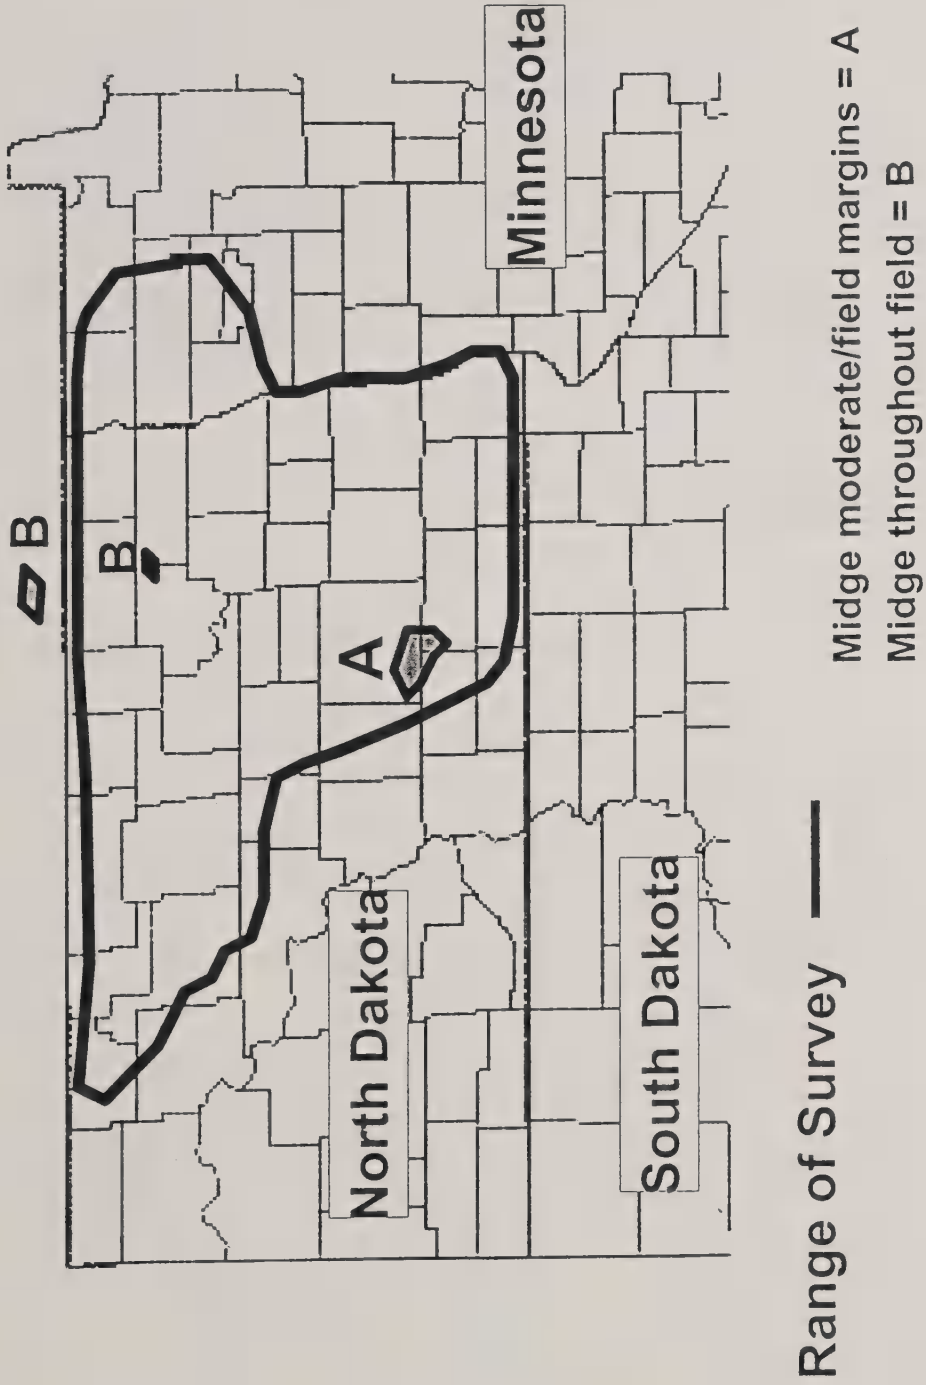 B
B
A
Minnesota
North Dakota
South Dakota
Range of Survey
Midge moderate/field margins = A
Midge throughout field = B